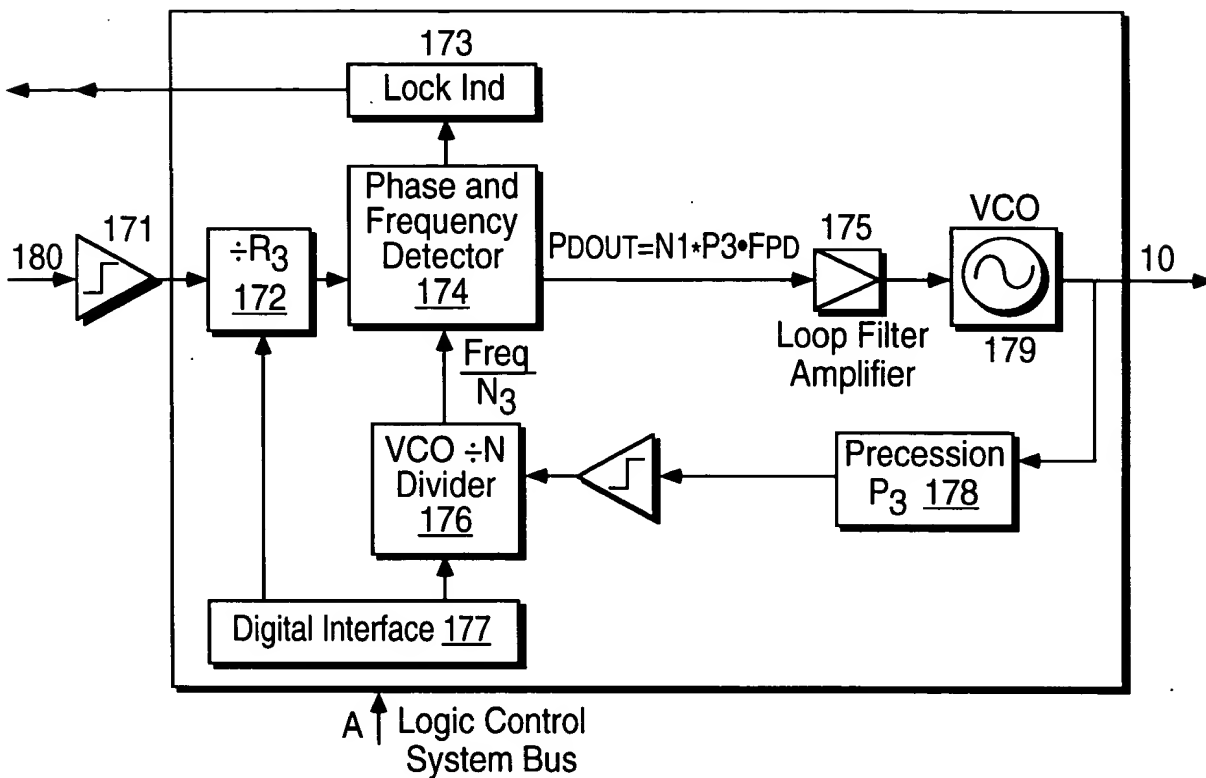 173
Lock Ind
171
180
÷R3
172
Phase and
Frequency
Detector
174
PDOUT=N1*P3•FPD
175
Loop Filter
Amplifier
VCO
179
10
Freq
N3
VCO ÷N
Divider
176
Precession
P3 178
Digital Interface 177
A
Logic Control
System Bus